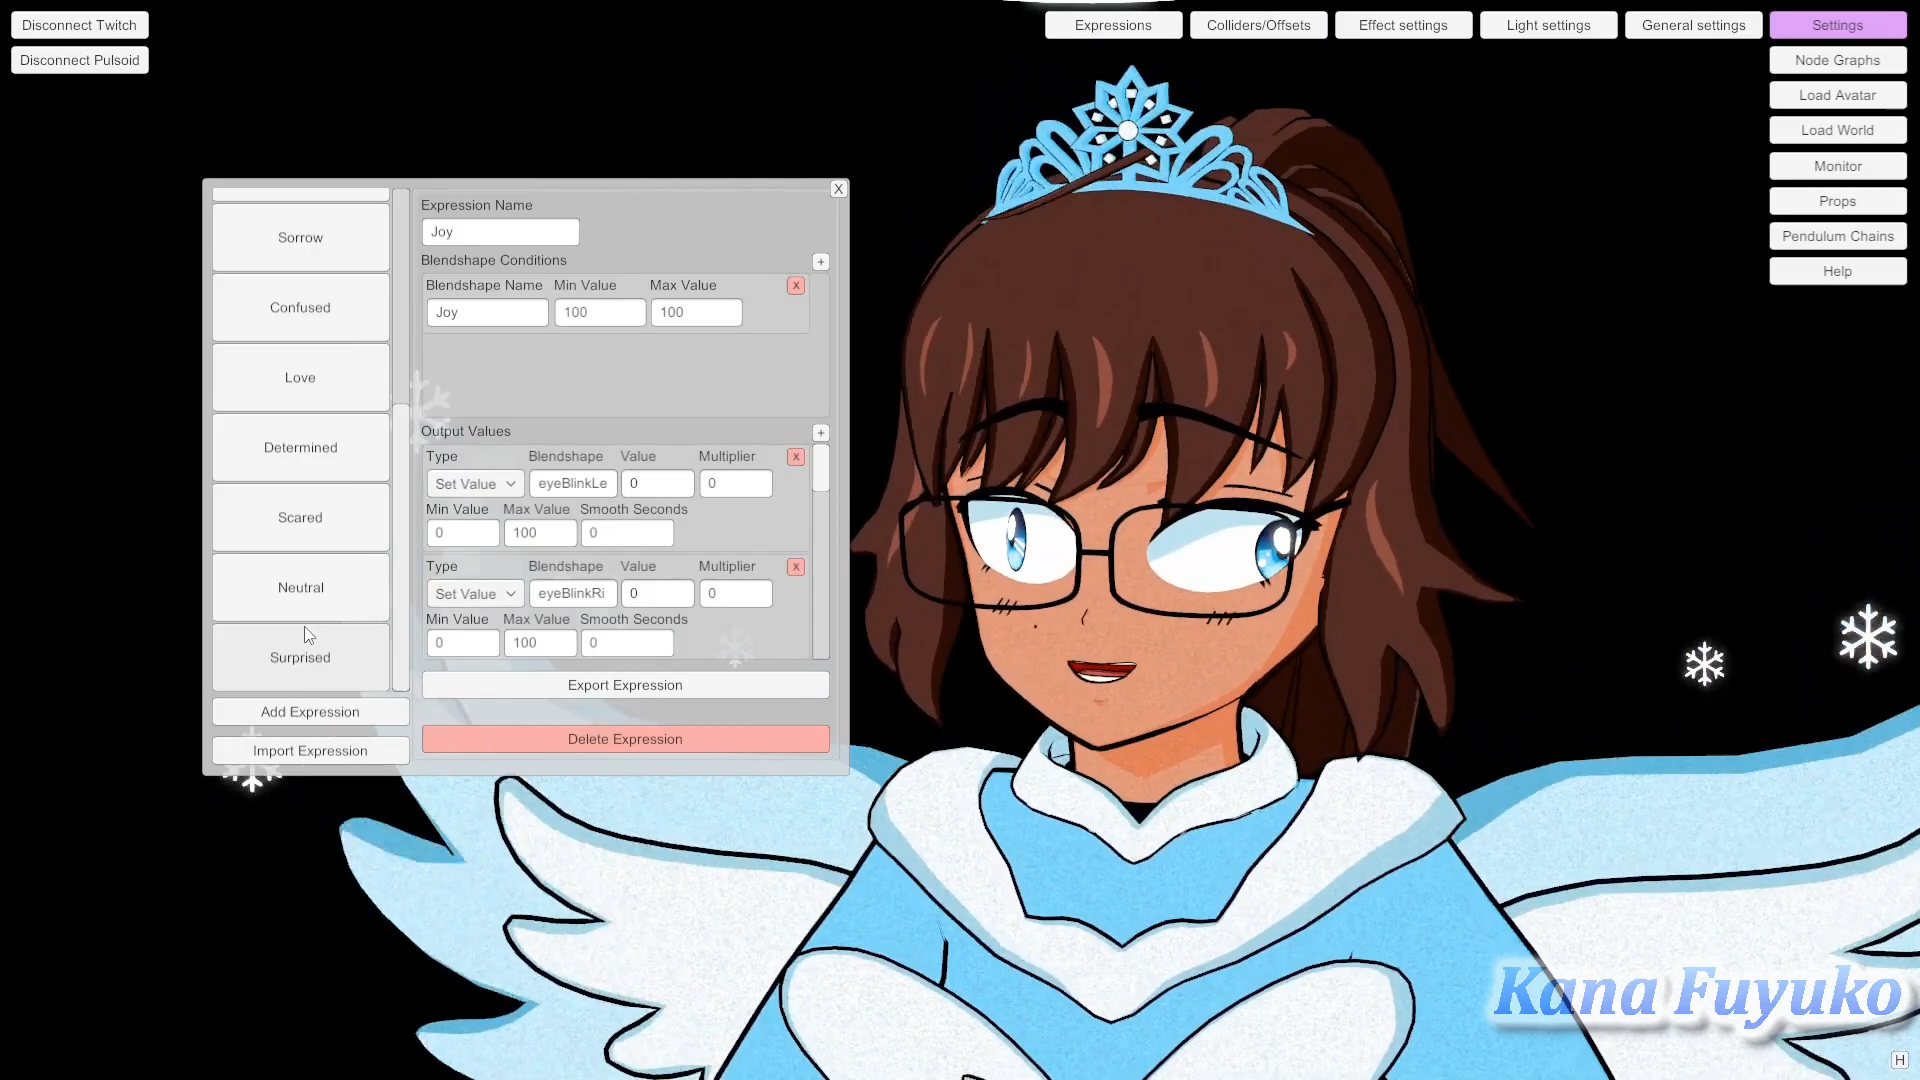 Disconnect Twitch
Disconnect Pulsoid
Expressions Colliders/Offsets Effect settings Light settings General settings Settings
Node Graphs
Load Avatar
Load World
Monitor
Props
Pendulum Chains
Help
X
Sorrow
Confused
Love
Determined
Scared
Neutral
Surprised
Add Expression
Import Expression
Expression Name
Joy
Blendshape Conditions +
Blendshape Name Min Value Max Value X
Joy 100 100
Output Values +
Type Blendshape Value Multiplier X
Set Value eyeBlinkLe 0 0
Min Value Max Value Smooth Seconds
0 100 0
Type Blendshape Value Multiplier X
Set Value eyeBlinkRi 0 0
Min Value Max Value Smooth Seconds
0 100 0
Export Expression
Delete Expression
Kana Fuyuko
H